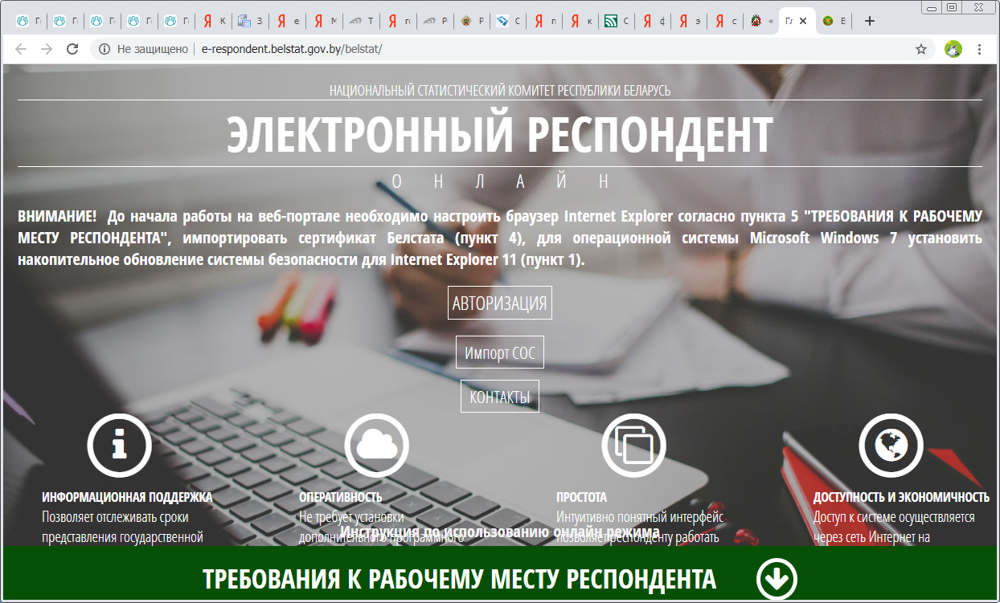 Г Г Г Г Г К З е М Т го Р Р С п к С ф э с « Гл В
Не защищено e-respondent.belstat.gov.by/belstat/
НАЦИОНАЛЬНЫЙ СТАТИСТИЧЕСКИЙ КОМИТЕТ РЕСПУБЛИКИ БЕЛАРУСЬ
ЭЛЕКТРОННЫЙ РЕСПОНДЕНТ
О Н Л А Й Н
ВНИМАНИЕ! До начала работы на веб-портале необходимо настроить браузер Internet Explorer согласно пункта 5 "ТРЕБОВАНИЯ К РАБОЧЕМУ
МЕСТУ РЕСПОНДЕНТА", импортировать сертификат Белстата (пункт 4), для операционной системы Microsoft Windows 7 установить
накопительное обновление системы безопасности для Internet Explorer 11 (пункт 1).
АВТОРИЗАЦИЯ
Импорт СОС
КОНТАКТЫ
ИНФОРМАЦИОННАЯ ПОДДЕРЖКА
Позволяет отслеживать сроки
представления государственной
ОПЕРАТИВНОСТЬ
Не требует установки
дополнительного программного
ПРОСТОТА
Интуитивно понятный интерфейс
позволяет респонденту работать
ДОСТУПНОСТЬ И ЭКОНОМИЧНОСТЬ
Доступ к системе осуществляется
через сеть Интернет на
Инструкция по использованию онлайн режима
ТРЕБОВАНИЯ К РАБОЧЕМУ МЕСТУ РЕСПОНДЕНТА